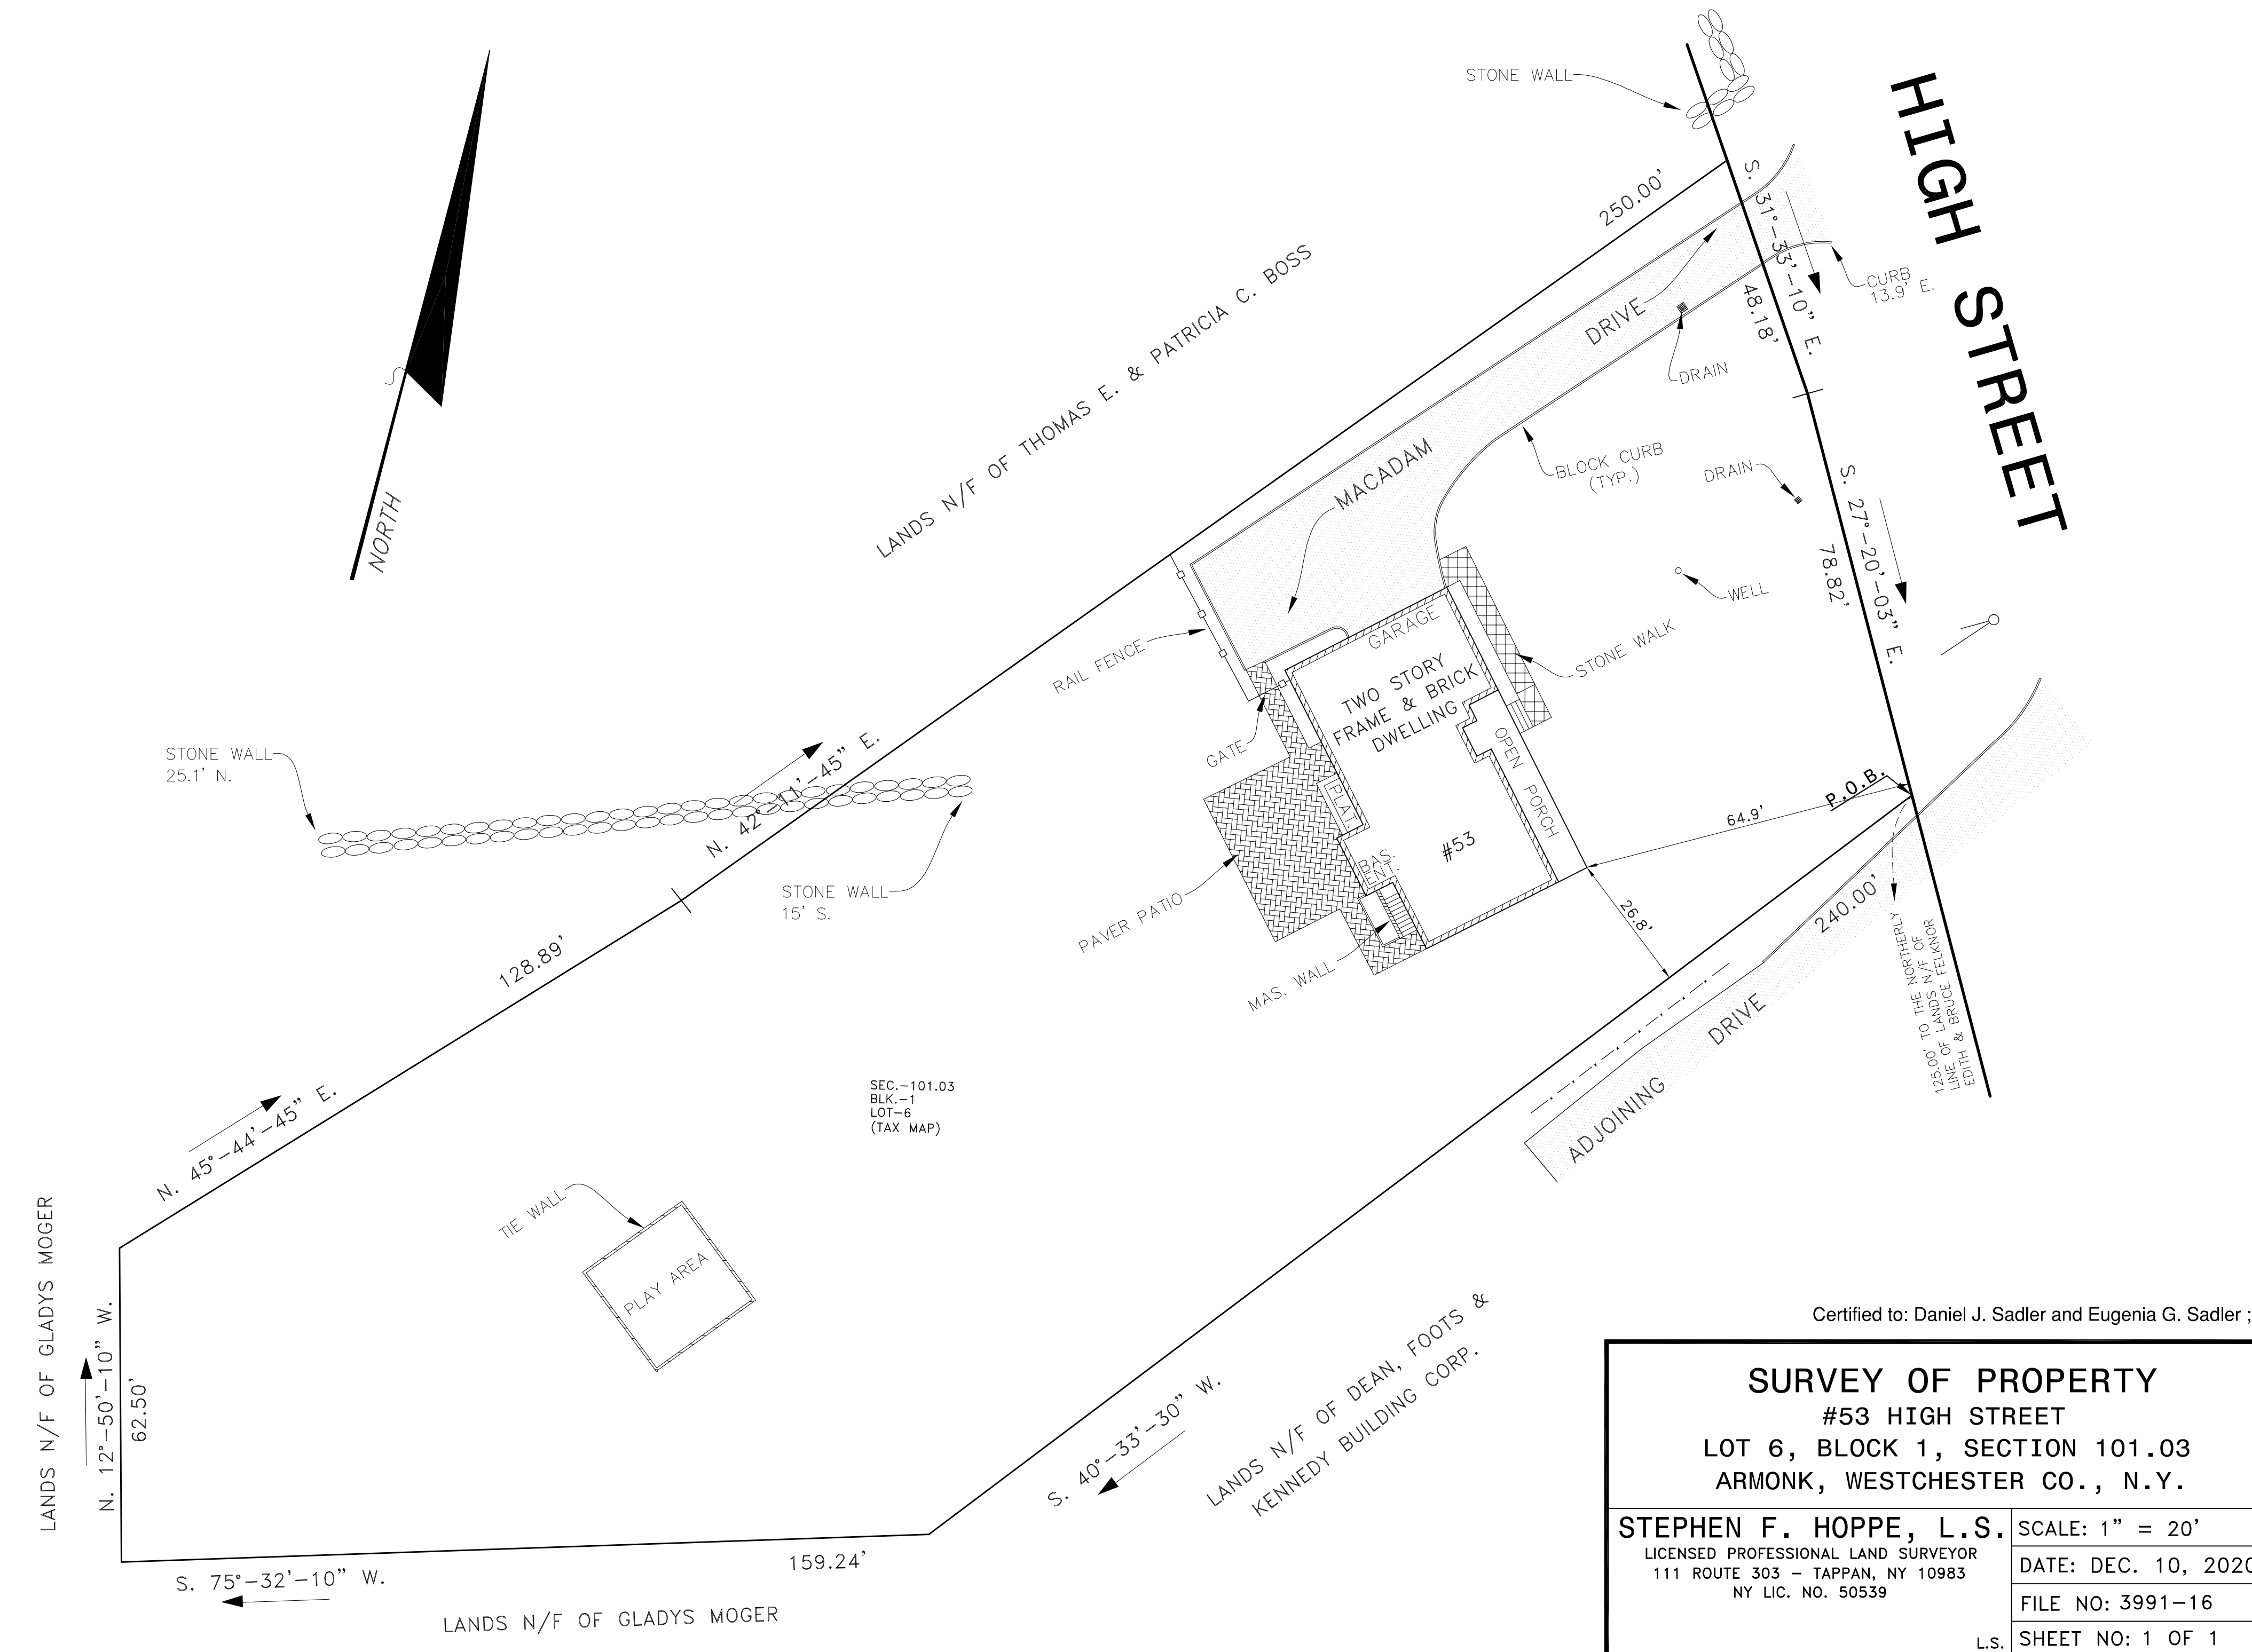 STONE WALL
HIGH STREET
250.00'
S. 31°-33'-10" E.
48.18'
CURB
13.9' E.
LANDS N/F OF THOMAS E. & PATRICIA C. BOSS
DRIVE
DRAIN
MACADAM
BLOCK CURB
(TYP.)
DRAIN
NORTH
S. 27°-20'-03" E.
78.82'
WELL
RAIL FENCE
GARAGE
STONE WALK
TWO STORY
FRAME & BRICK
DWELLING
GATE
OPEN PORCH
PLAT.
#53
BAS.
ENT.
STONE WALL
25.1' N.
N. 42°-11'-45" E.
STONE WALL
15' S.
PAVER PATIO
MAS. WALL
64.9'
P.O.B.
26.8'
240.00'
125.00' TO THE NORTHERLY
LINE OF LANDS N/F OF
EDITH & BRUCE FELKNOR
128.89'
N. 45°-44'-45" E.
SEC.-101.03
BLK.-1
LOT-6
(TAX MAP)
ADJOINING DRIVE
TIE WALL
PLAY AREA
LANDS N/F OF GLADYS MOGER
N. 12°-50'-10" W.
62.50'
S. 40°-33'-30" W.
LANDS N/F OF DEAN, FOOTS &
KENNEDY BUILDING CORP.
S. 75°-32'-10" W.
159.24'
LANDS N/F OF GLADYS MOGER
Certified to: Daniel J. Sadler and Eugenia G. Sadler ;
SURVEY OF PROPERTY
#53 HIGH STREET
LOT 6, BLOCK 1, SECTION 101.03
ARMONK, WESTCHESTER CO., N.Y.
STEPHEN F. HOPPE, L.S.
LICENSED PROFESSIONAL LAND SURVEYOR
111 ROUTE 303 – TAPPAN, NY 10983
NY LIC. NO. 50539
L.S.
SCALE: 1" = 20'
DATE: DEC. 10, 2020
FILE NO: 3991-16
SHEET NO: 1 OF 1